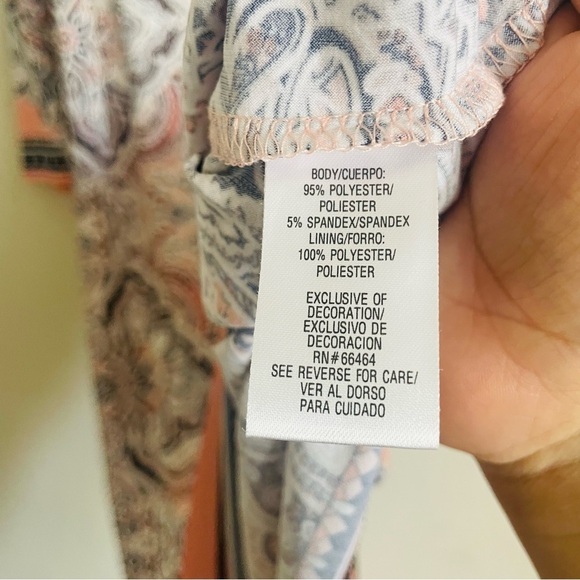 BODY/CUERPO:
95% POLYESTER/
POLIESTER
5% SPANDEX/SPANDEX
LINING/FORRO:
100% POLYESTER/
POLIESTER
EXCLUSIVE OF
DECORATION/
EXCLUSIVO DE
DECORACION
RN#66464
SEE REVERSE FOR CARE/
VER AL DORSO
PARA CUIDADO